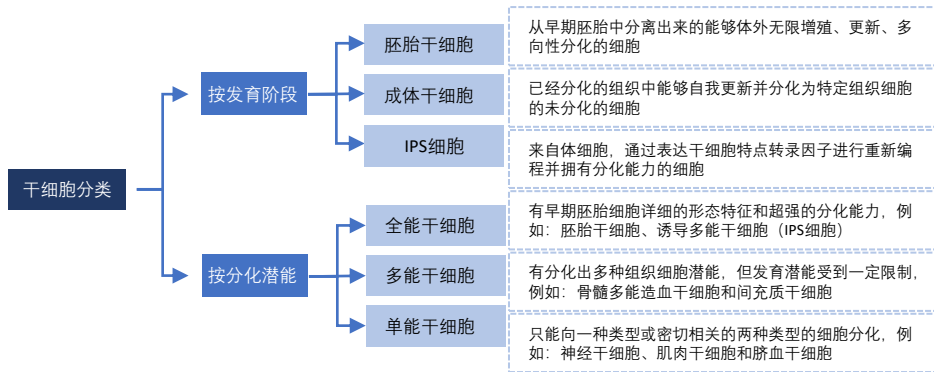 干细胞分类
按发育阶段
胚胎干细胞
从早期胚胎中分离出来的能够体外无限增殖、更新、多
向性分化的细胞
成体干细胞
已经分化的组织中能够自我更新并分化为特定组织细胞
的未分化的细胞
IPS细胞
来自体细胞，通过表达干细胞特点转录因子进行重新编
程并拥有分化能力的细胞
按分化潜能
全能干细胞
有早期胚胎细胞详细的形态特征和超强的分化能力，例
如：胚胎干细胞、诱导多能干细胞（IPS细胞）
多能干细胞
有分化出多种组织细胞潜能，但发育潜能受到一定限制，
例如：骨髓多能造血干细胞和间充质干细胞
单能干细胞
只能向一种类型或密切相关的两种类型的细胞分化，例
如：神经干细胞、肌肉干细胞和脐血干细胞